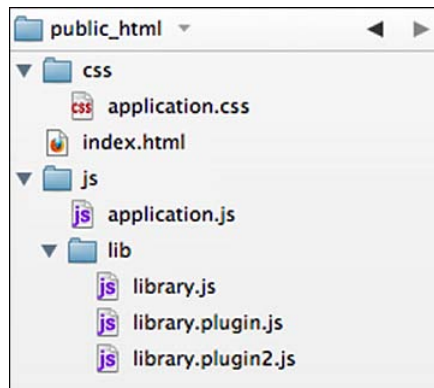 public_html
css
css application.css
index.html
js
js application.js
lib
js library.js
js library.plugin.js
js library.plugin2.js